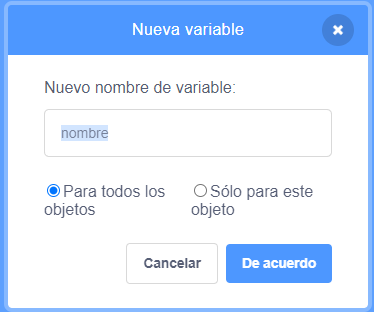 Nueva variable
Nuevo nombre de variable:
nombre
Para todos los objetos
Sólo para este objeto
Cancelar
De acuerdo